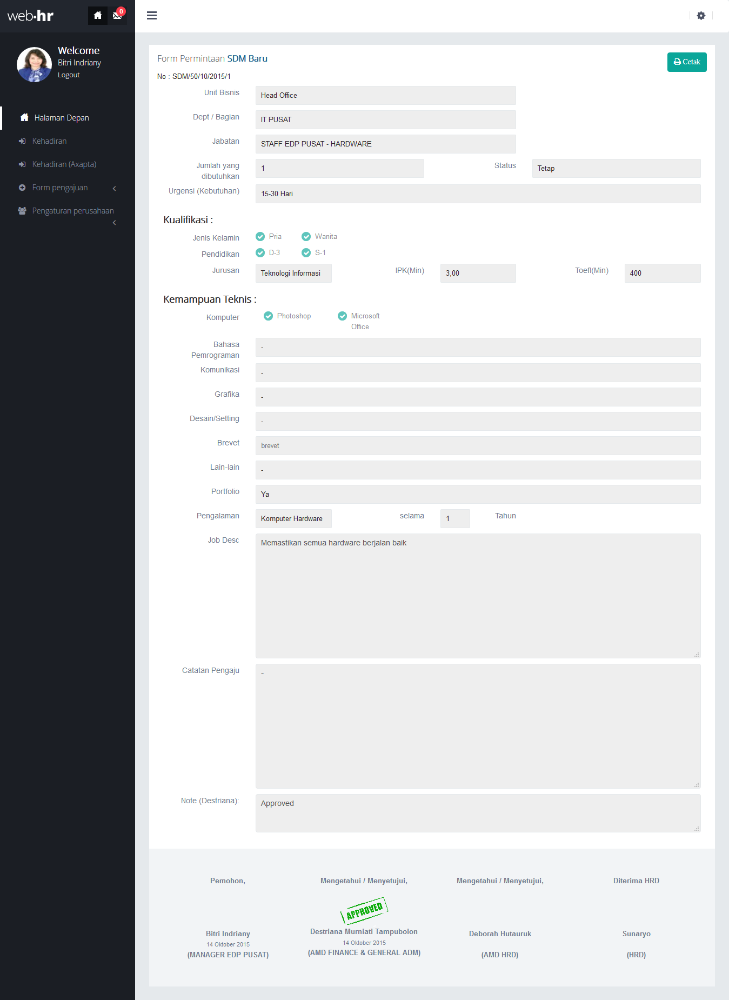 web·hr
0
Welcome
Bitri Indriany
Logout
Halaman Depan
Kehadiran
Kehadiran (Axapta)
Form pengajuan
Pengaturan perusahaan
Form Permintaan SDM Baru
Cetak
No : SDM/50/10/2015/1
Unit Bisnis
Head Office
Dept / Bagian
IT PUSAT
Jabatan
STAFF EDP PUSAT - HARDWARE
Jumlah yang
dibutuhkan
1
Status
Tetap
Urgensi (Kebutuhan)
15-30 Hari
Kualifikasi :
Jenis Kelamin
Pria
Wanita
Pendidikan
D-3
S-1
Jurusan
Teknologi Informasi
IPK(Min)
3,00
Toefl(Min)
400
Kemampuan Teknis :
Komputer
Photoshop
Microsoft
Office
Bahasa
Pemrograman
-
Komunikasi
-
Grafika
-
Desain/Setting
-
Brevet
brevet
Lain-lain
-
Portfolio
Ya
Pengalaman
Komputer Hardware
selama
1
Tahun
Job Desc
Memastikan semua hardware berjalan baik
Catatan Pengaju
-
Note (Destriana):
Approved
Pemohon,
Mengetahui / Menyetujui,
Mengetahui / Menyetujui,
Diterima HRD
APPROVED
Bitri Indriany
14 Oktober 2015
(MANAGER EDP PUSAT)
Destriana Murniati Tampubolon
14 Oktober 2015
(AMD FINANCE & GENERAL ADM)
Deborah Hutauruk
(AMD HRD)
Sunaryo
(HRD)